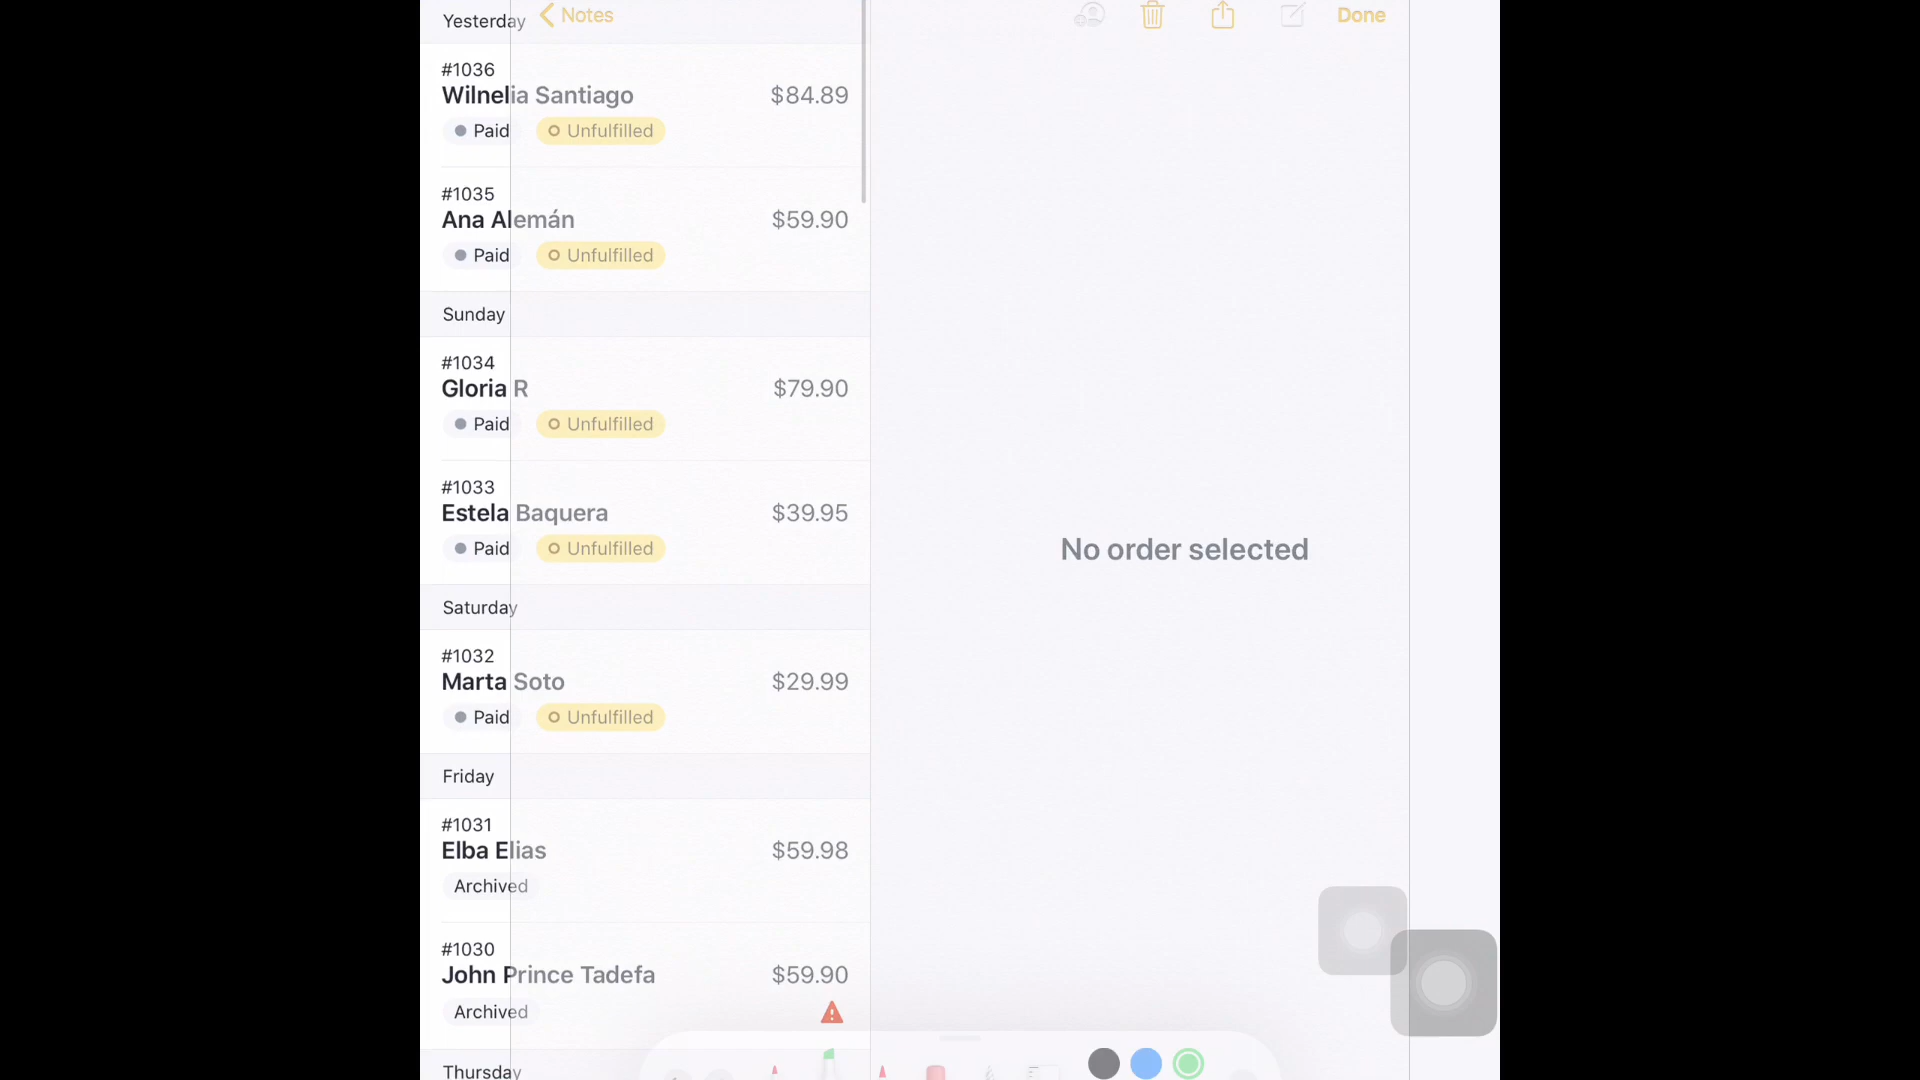 Yesterday
Notes
Done
#1036
Wilnelia Santiago $84.89
Paid Unfulfilled
#1035
Ana Alemán $59.90
Paid Unfulfilled
Sunday
#1034
Gloria R $79.90
Paid Unfulfilled
#1033
Estela Baquera $39.95
Paid Unfulfilled
No order selected
Saturday
#1032
Marta Soto $29.99
Paid Unfulfilled
Friday
#1031
Elba Elias $59.98
Archived
#1030
John Prince Tadefa $59.90
Archived
Thursday